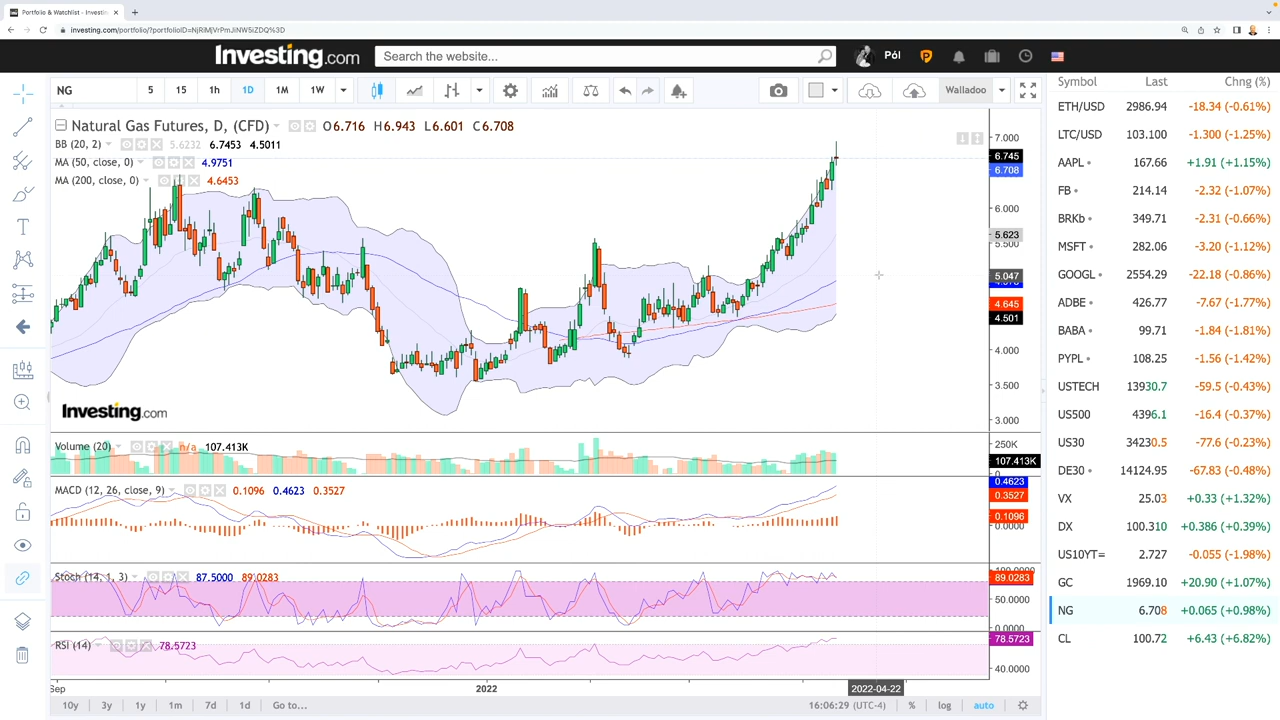 Portfolio & Watchlist - Investi
investing.com/portfolio/?portfolioID=NjRiMjVrPmJiNW5iZDQ%3D
Investing.com
Search the website...
Pól
NG
5 15 1h 1D 1M 1W
Walladoo
Natural Gas Futures, D, (CFD) O6.716 H6.943 L6.601 C6.708
BB (20, 2) 5.6232 6.7453 4.5011
MA (50, close, 0) 4.9751
MA (200, close, 0) 4.6453
7.000
6.745
6.708
6.000
5.623
5.500
5.047
4.645
4.501
4.000
3.500
3.000
Investing.com
Volume (20) n/a 107.413K
250K
107.413K
MACD (12, 26, close, 9) 0.1096 0.4623 0.3527
0.4623
0.3527
0.1096
0.0000
Stoch (14, 1, 3) 87.5000 89.0283
100.0000
89.0283
50.0000
0.0000
RSI (14) 78.5723
78.5723
40.0000
Sep 2022 2022-04-22
10y 3y 1y 1m 7d 1d Go to... 16:06:29 (UTC-4) % log auto
Symbol Last Chng (%)
ETH/USD 2986.94 -18.34 (-0.61%)
LTC/USD 103.100 -1.300 (-1.25%)
AAPL 167.66 +1.91 (+1.15%)
FB 214.14 -2.32 (-1.07%)
BRKb 349.71 -2.31 (-0.66%)
MSFT 282.06 -3.20 (-1.12%)
GOOGL 2554.29 -22.18 (-0.86%)
ADBE 426.77 -7.67 (-1.77%)
BABA 99.71 -1.84 (-1.81%)
PYPL 108.25 -1.56 (-1.42%)
USTECH 13930.7 -59.5 (-0.43%)
US500 4396.1 -16.4 (-0.37%)
US30 34230.5 -77.6 (-0.23%)
DE30 14124.95 -67.83 (-0.48%)
VX 25.03 +0.33 (+1.32%)
DX 100.310 +0.386 (+0.39%)
US10YT= 2.727 -0.055 (-1.98%)
GC 1969.10 +20.90 (+1.07%)
NG 6.708 +0.065 (+0.98%)
CL 100.72 +6.43 (+6.82%)